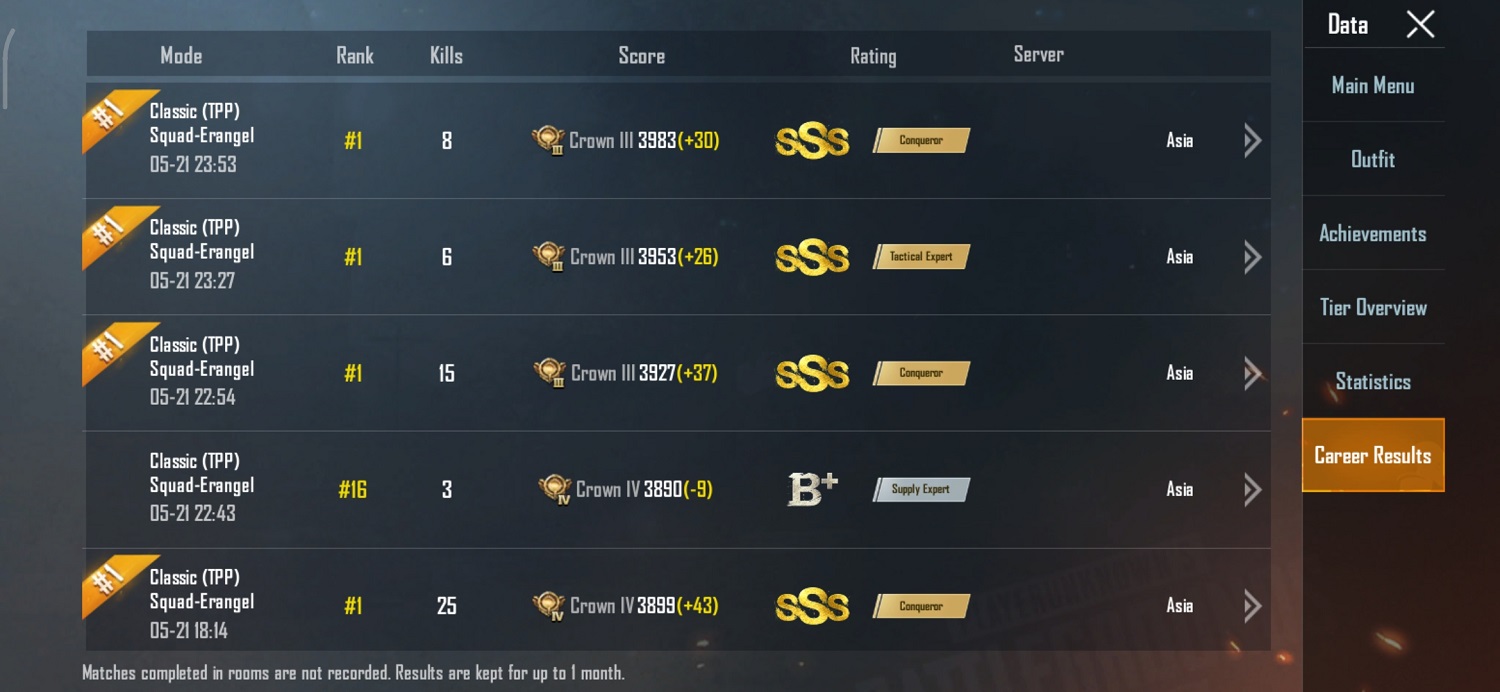 Data
Mode Rank Kills Score Rating Server
Main Menu
Outfit
Achievements
Tier Overview
Statistics
Career Results
#1
Classic (TPP)
Squad-Erangel
05-21 23:53
#1 8 III Crown III 3983(+30) SSS Conqueror Asia
#1
Classic (TPP)
Squad-Erangel
05-21 23:27
#1 6 III Crown III 3953(+26) SSS Tactical Expert Asia
#1
Classic (TPP)
Squad-Erangel
05-21 22:54
#1 15 III Crown III 3927(+37) SSS Conqueror Asia
Classic (TPP)
Squad-Erangel
05-21 22:43
#16 3 IV Crown IV 3890(-9) B+ Supply Expert Asia
#1
Classic (TPP)
Squad-Erangel
05-21 18:14
#1 25 IV Crown IV 3899(+43) SSS Conqueror Asia
Matches completed in rooms are not recorded. Results are kept for up to 1 month.